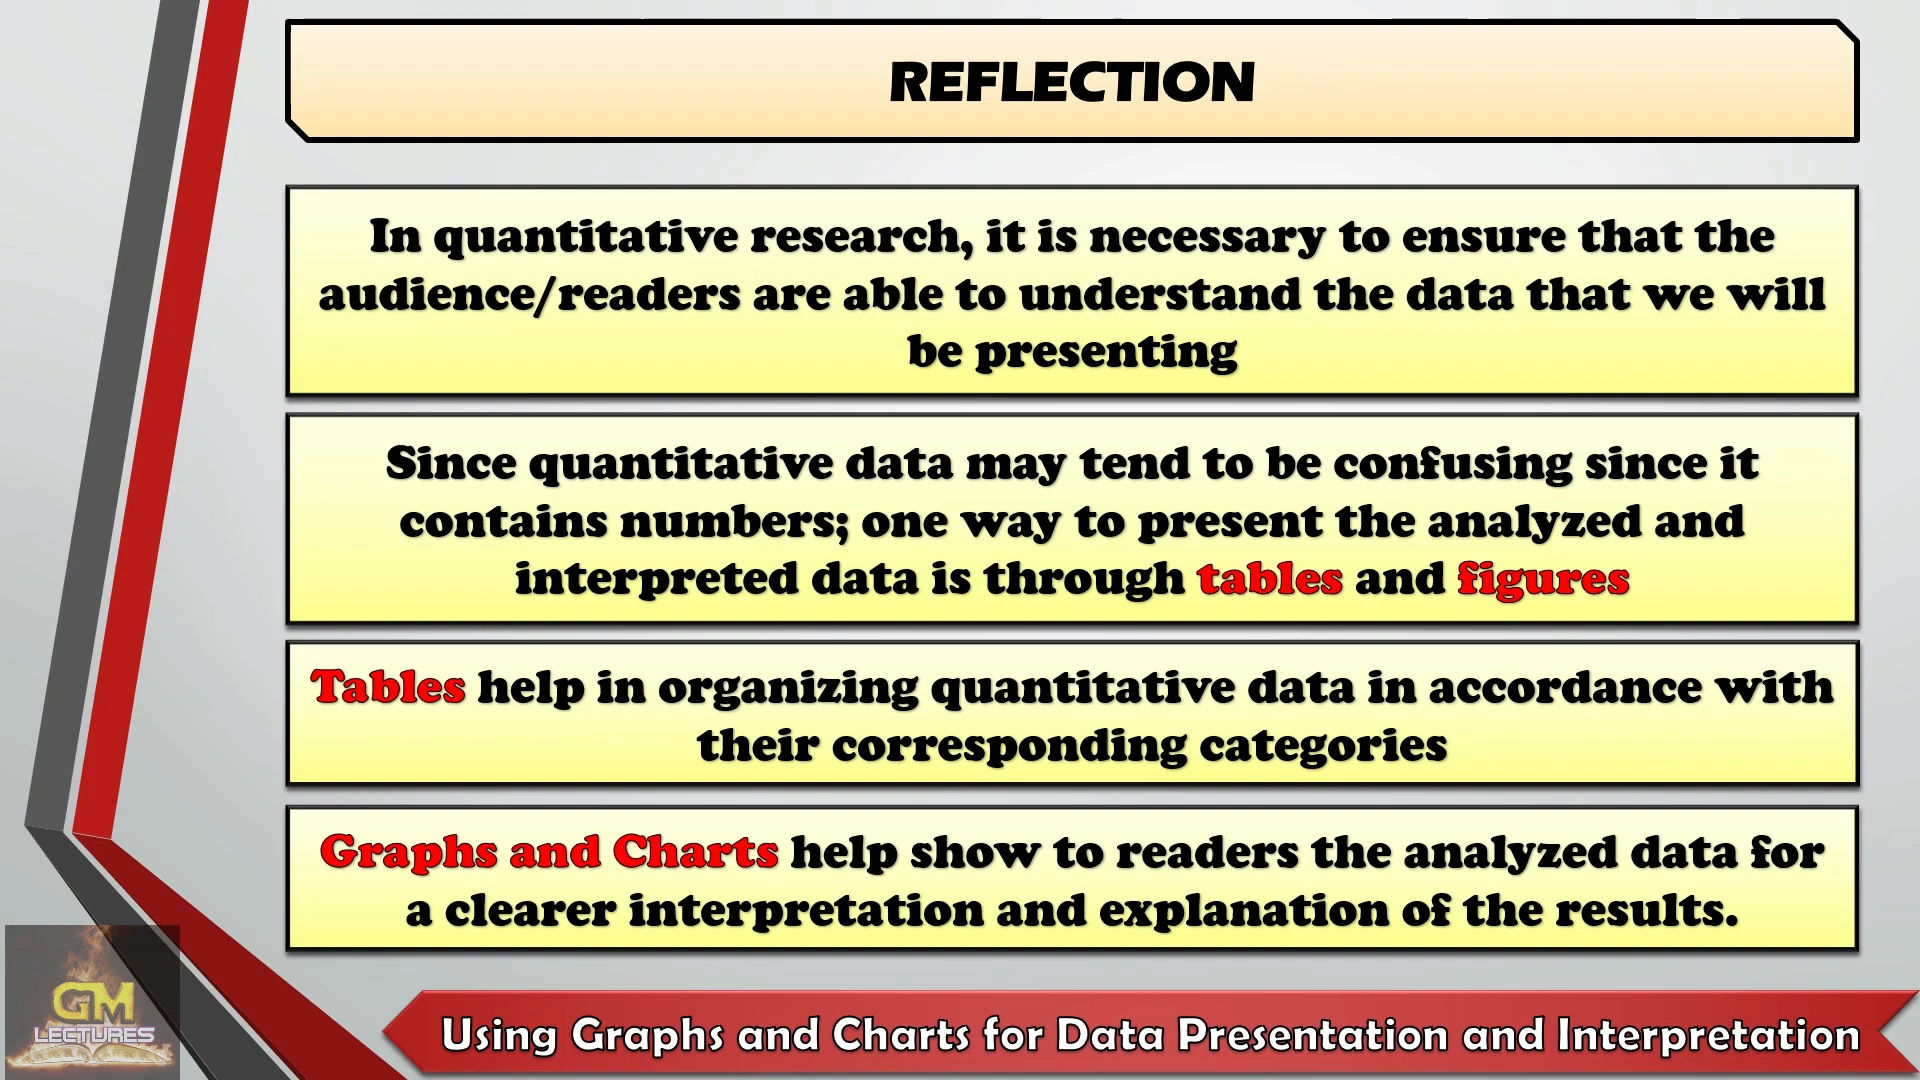 REFLECTION
In quantitative research, it is necessary to ensure that the
audience/readers are able to understand the data that we will
be presenting
Since quantitative data may tend to be confusing since it
contains numbers; one way to present the analyzed and
interpreted data is through tables and figures
Tables help in organizing quantitative data in accordance with
their corresponding categories
Graphs and Charts help show to readers the analyzed data for
a clearer interpretation and explanation of the results.
GM
LECTURES
Using Graphs and Charts for Data Presentation and Interpretation